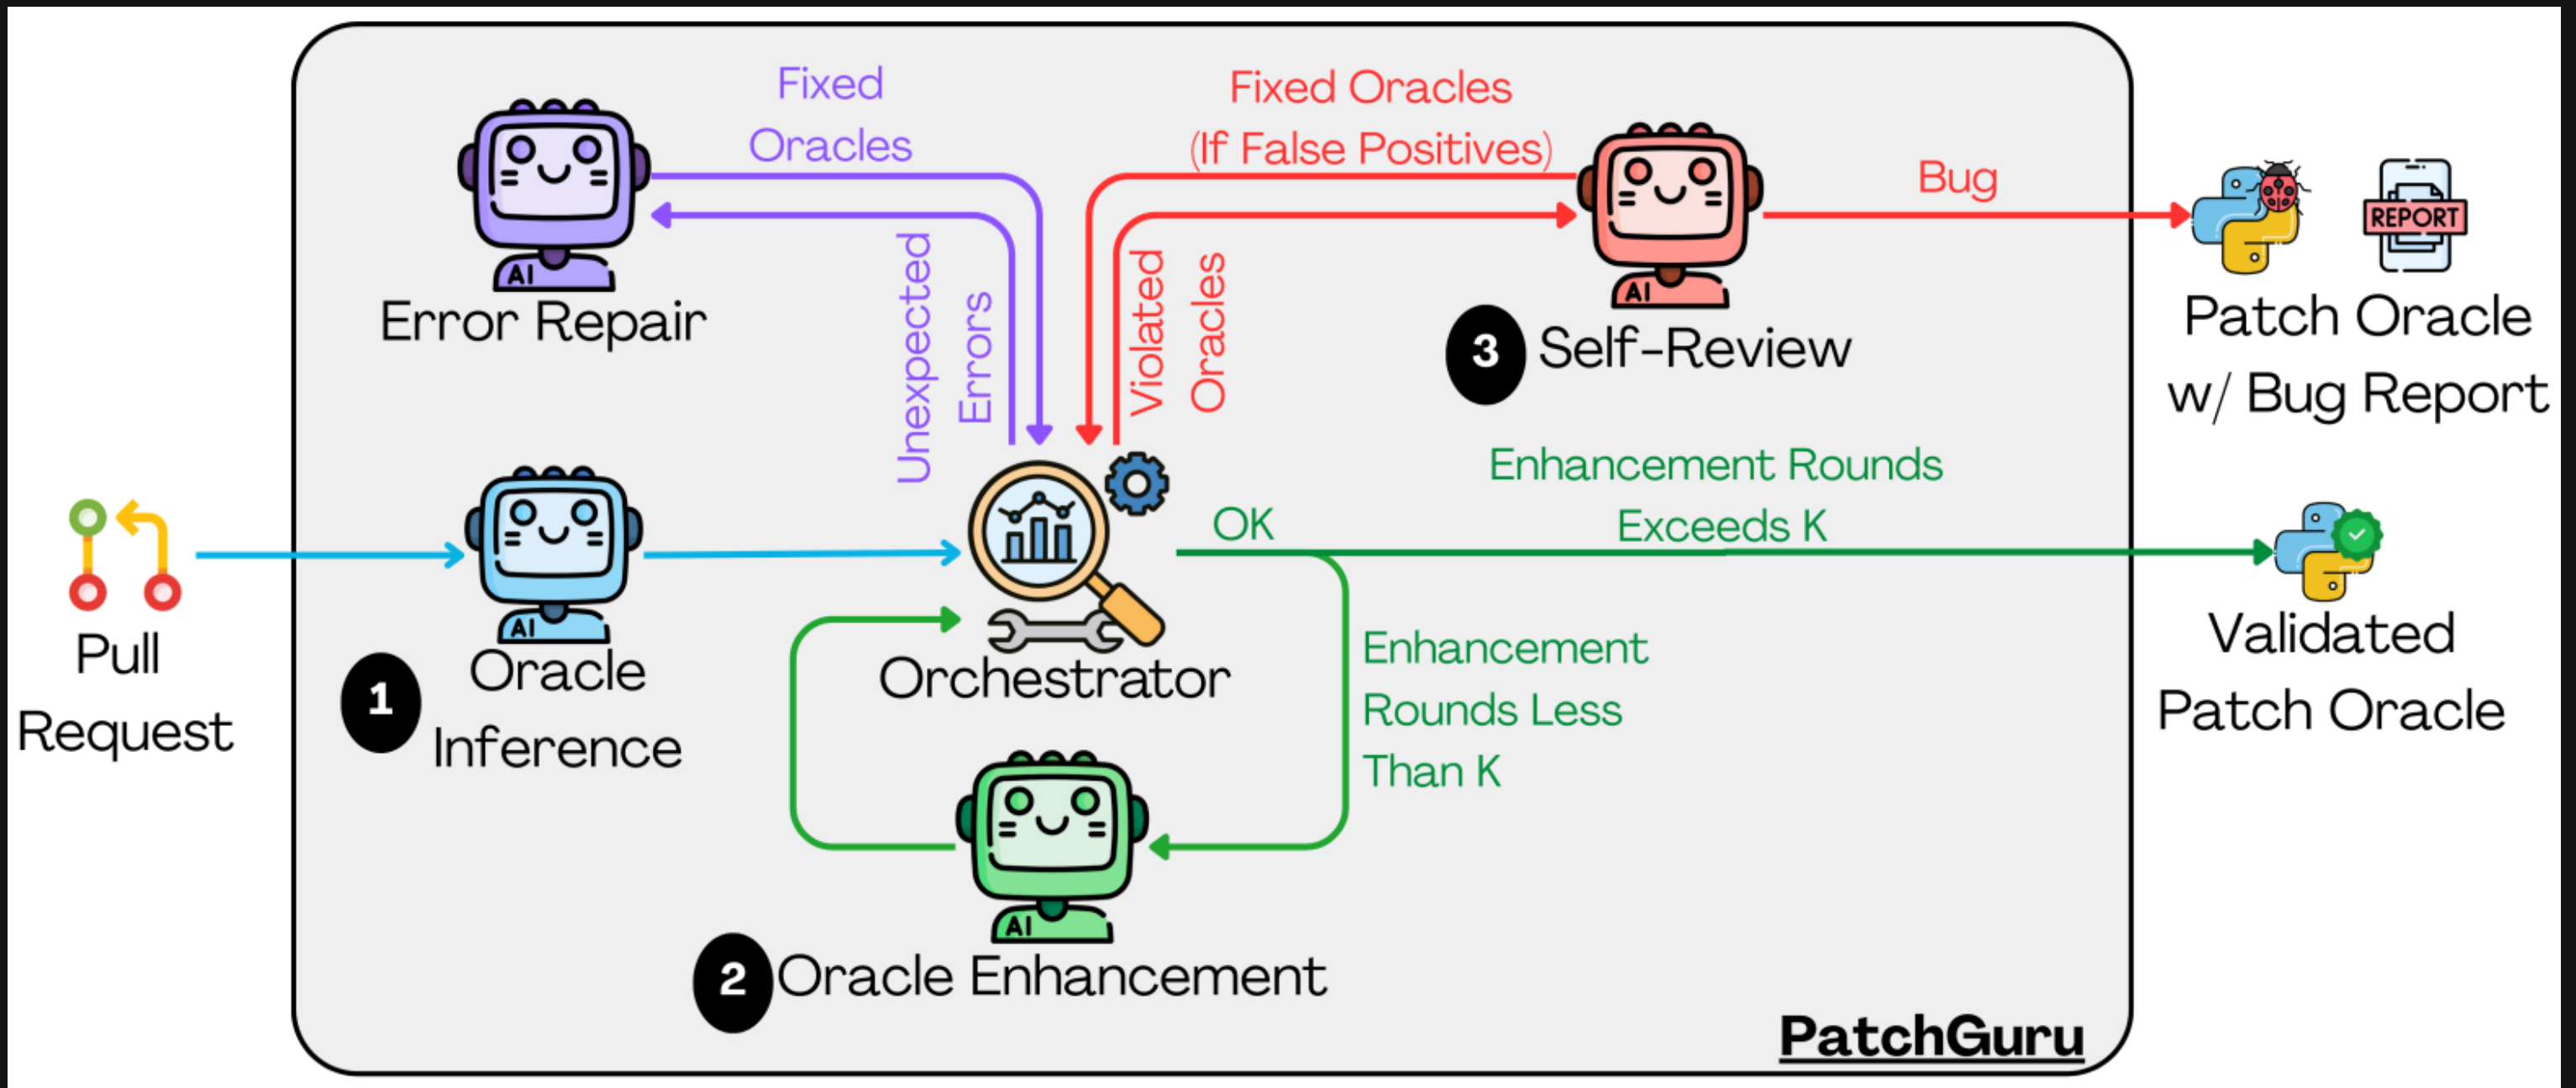 Fixed
Oracles
Fixed Oracles
(If False Positives)
Bug
REPORT
AI
Error Repair
Unexpected
Errors
Violated
Oracles
AI
3
Self-Review
Patch Oracle
w/ Bug Report
Pull
Request
AI
1
Oracle
Inference
Orchestrator
OK
Enhancement Rounds
Exceeds K
Enhancement
Rounds Less
Than K
Validated
Patch Oracle
AI
2
Oracle Enhancement
PatchGuru